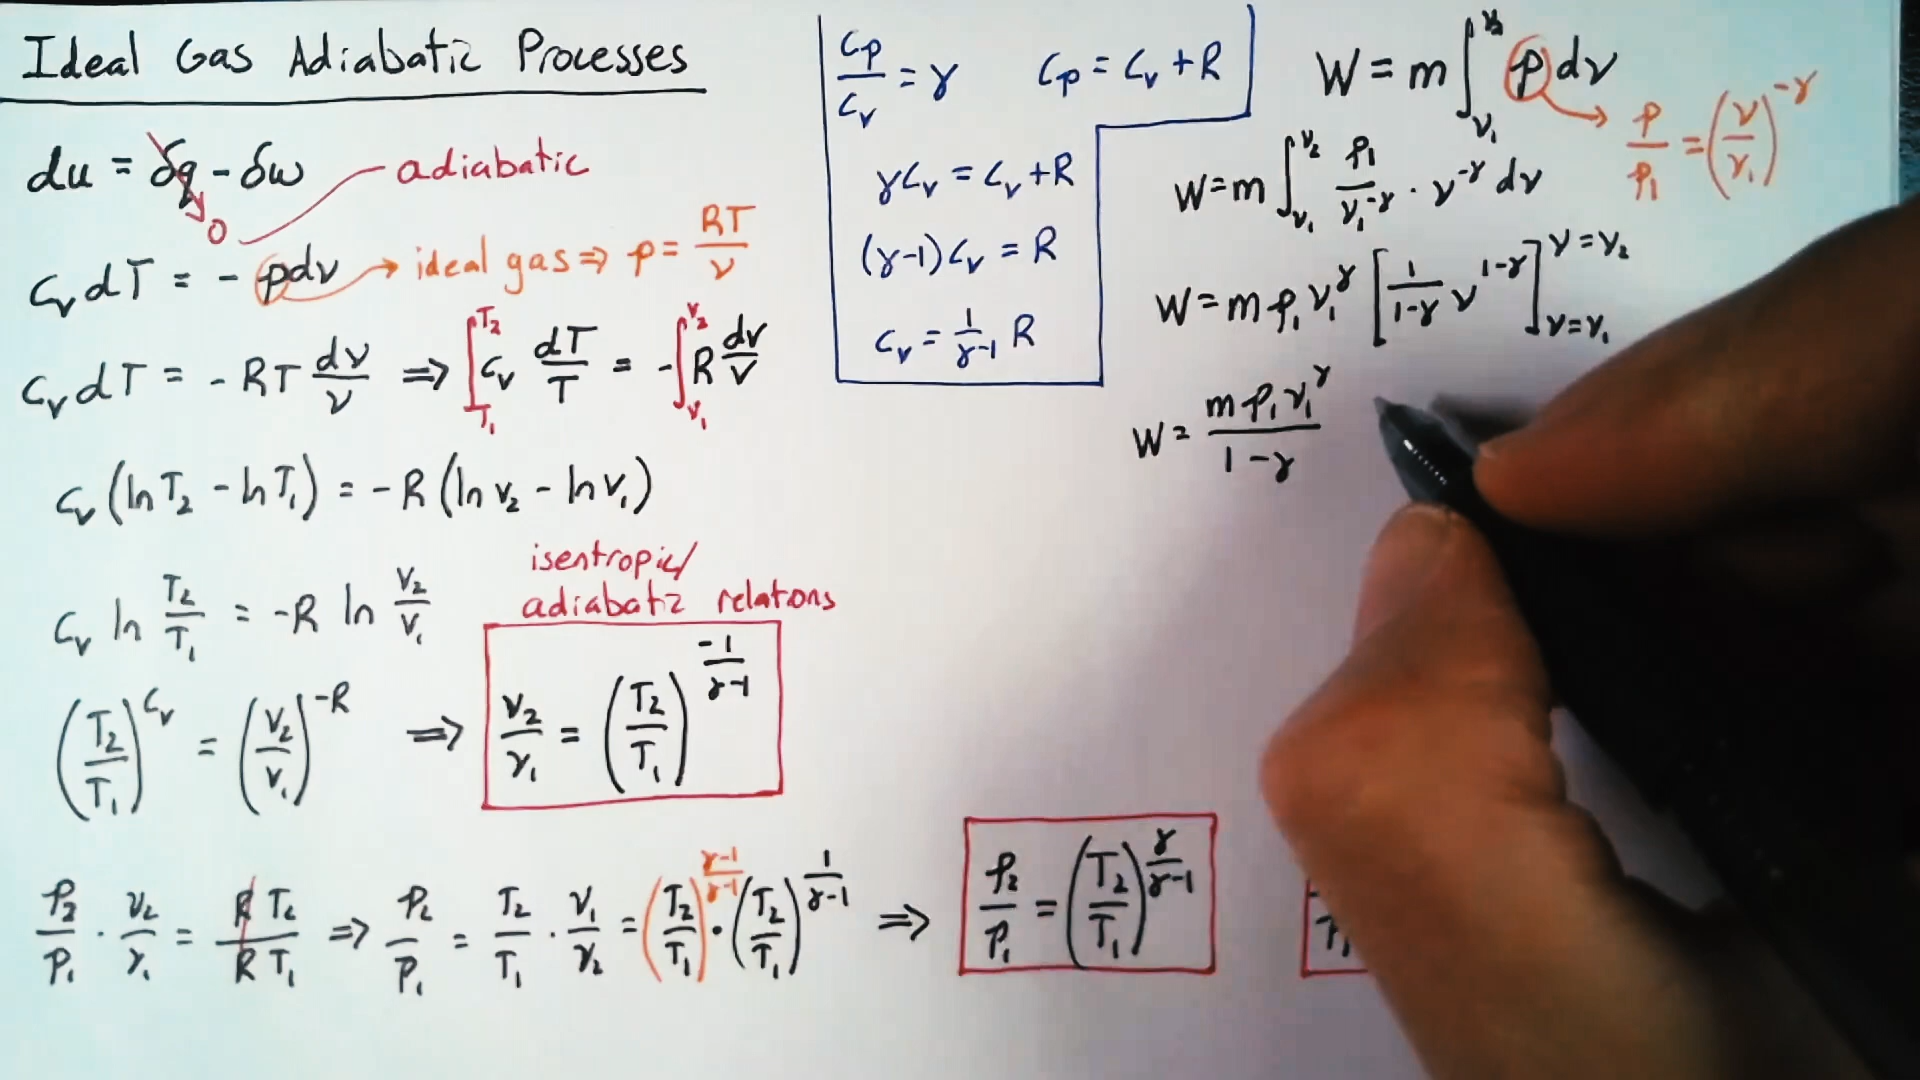 Ideal Gas Adiabatic Processes
du = δq - δw
0
adiabatic
c_v dT = - pdv → ideal gas ⇒ p = RT/v
c_v dT = - RT dv/v ⇒ ∫_{T₁}^{T₂} c_v dT/T = - ∫_{v₁}^{v₂} R dv/v
c_v (ln T₂ - ln T₁) = - R (ln v₂ - ln v₁)
c_v ln T₂/T₁ = - R ln v₂/v₁
(T₂/T₁)^{c_v} = (v₂/v₁)^{-R} ⇒
isentropic/
adiabatic relations
v₂/v₁ = (T₂/T₁)^{-1/(γ-1)}
p₂/p₁ · v₂/v₁ = R T₂/R T₁ ⇒ p₂/p₁ = T₂/T₁ · v₁/v₂ = (T₂/T₁)^{(γ-1)/(γ-1)} · (T₂/T₁)^{1/(γ-1)} ⇒ p₂/p₁ = (T₂/T₁)^{γ/(γ-1)}
c_p/c_v = γ c_p = c_v + R
γc_v = c_v + R
(γ-1)c_v = R
c_v = 1/(γ-1) R
W = m ∫_{v₁}^{v₂} p dv
p/p₁ = (v/v₁)^{-γ}
W = m ∫_{v₁}^{v₂} p₁/v₁^{-γ} · v^{-γ} dv
W = m p₁ v₁^γ [1/(1-γ) v^{1-γ}]_{v=v₁}^{v=v₂}
W = m p₁ v₁^γ/(1-γ)